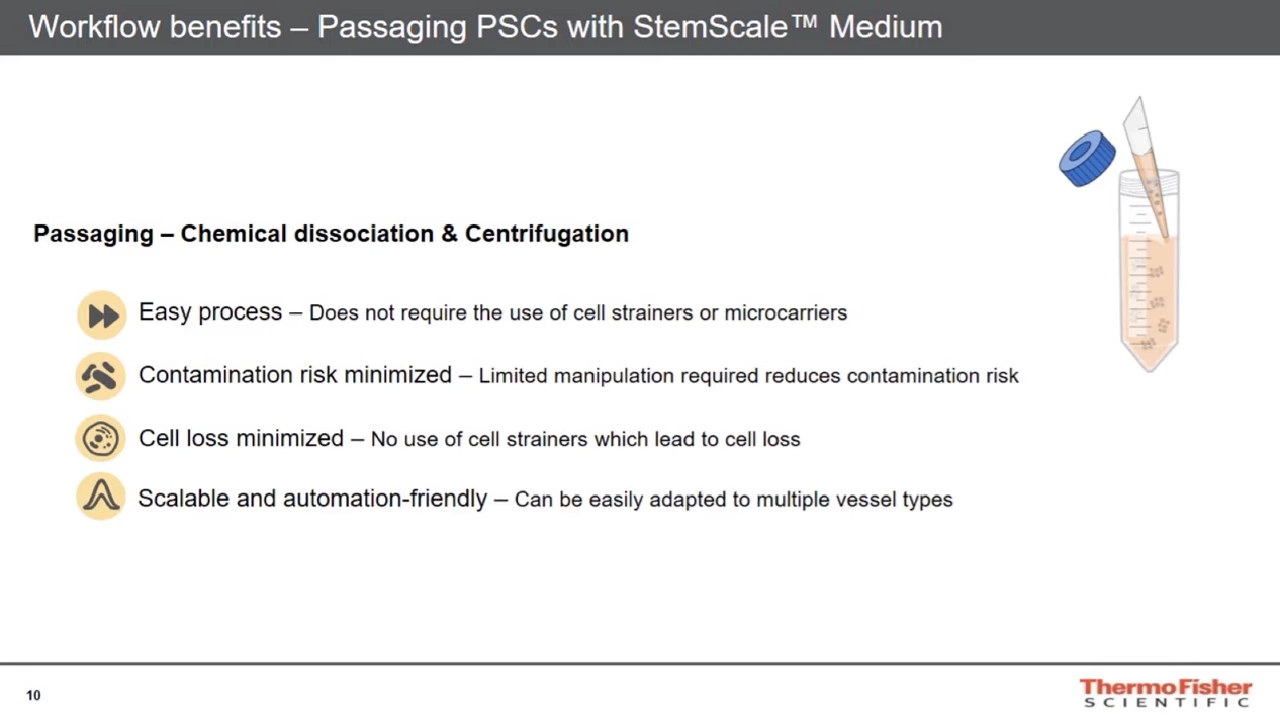 Workflow benefits – Passaging PSCs with StemScale™ Medium
Passaging – Chemical dissociation & Centrifugation
Easy process – Does not require the use of cell strainers or microcarriers
Contamination risk minimized – Limited manipulation required reduces contamination risk
Cell loss minimized – No use of cell strainers which lead to cell loss
Scalable and automation-friendly – Can be easily adapted to multiple vessel types
10
ThermoFisher
SCIENTIFIC